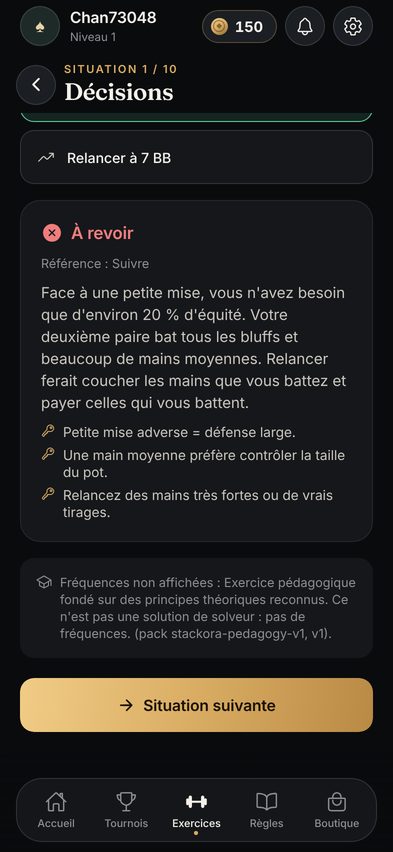 Chan73048
Niveau 1
150
SITUATION 1 / 10
Décisions
Relancer à 7 BB
À revoir
Référence : Suivre
Face à une petite mise, vous n'avez besoin
que d'environ 20 % d'équité. Votre
deuxième paire bat tous les bluffs et
beaucoup de mains moyennes. Relancer
ferait coucher les mains que vous battez et
payer celles qui vous battent.
Petite mise adverse = défense large.
Une main moyenne préfère contrôler la taille
du pot.
Relancez des mains très fortes ou de vrais
tirages.
Fréquences non affichées : Exercice pédagogique
fondé sur des principes théoriques reconnus. Ce
n'est pas une solution de solveur : pas de
fréquences. (pack stackora-pedagogy-v1, v1).
Situation suivante
Accueil
Tournois
Exercices
Règles
Boutique